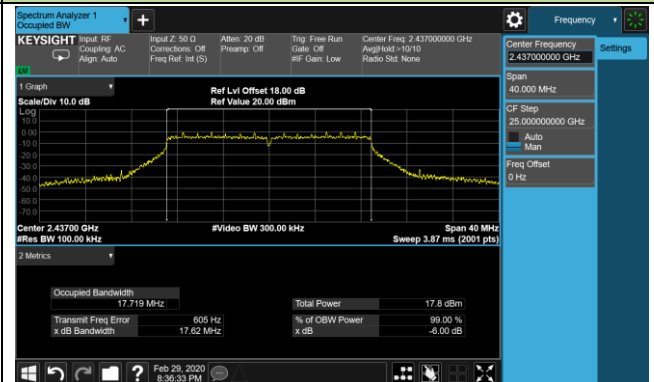 Spectrum Analyzer 1
Occupied BW
Frequency
KEYSIGHT
Input: RF
Coupling: AC
Align: Auto
Input Z: 50 Ω
Corrections: Off
Freq Ref: Int (S)
Atten: 20 dB
Preamp: Off
Trig: Free Run
Gate: Off
#IF Gain: Low
Center Freq: 2.437000000 GHz
Avg|Hold:>10/10
Radio Std: None
Center Frequency
2.437000000 GHz
Settings
Span
40.000 MHz
CF Step
25.000000000 GHz
Auto
Man
Freq Offset
0 Hz
1 Graph
Scale/Div 10.0 dB
Ref Lvl Offset 18.00 dB
Ref Value 20.00 dBm
Log
10.0
0.00
-10.0
-20.0
-30.0
-40.0
-50.0
-60.0
-70.0
Center 2.43700 GHz
#Res BW 100.00 kHz
#Video BW 300.00 kHz
Span 40 MHz
Sweep 3.87 ms (2001 pts)
2 Metrics
Occupied Bandwidth
17.719 MHz
Transmit Freq Error 605 Hz
x dB Bandwidth 17.62 MHz
Total Power 17.8 dBm
% of OBW Power 99.00 %
x dB -6.00 dB
Feb 29, 2020
8:36:33 PM